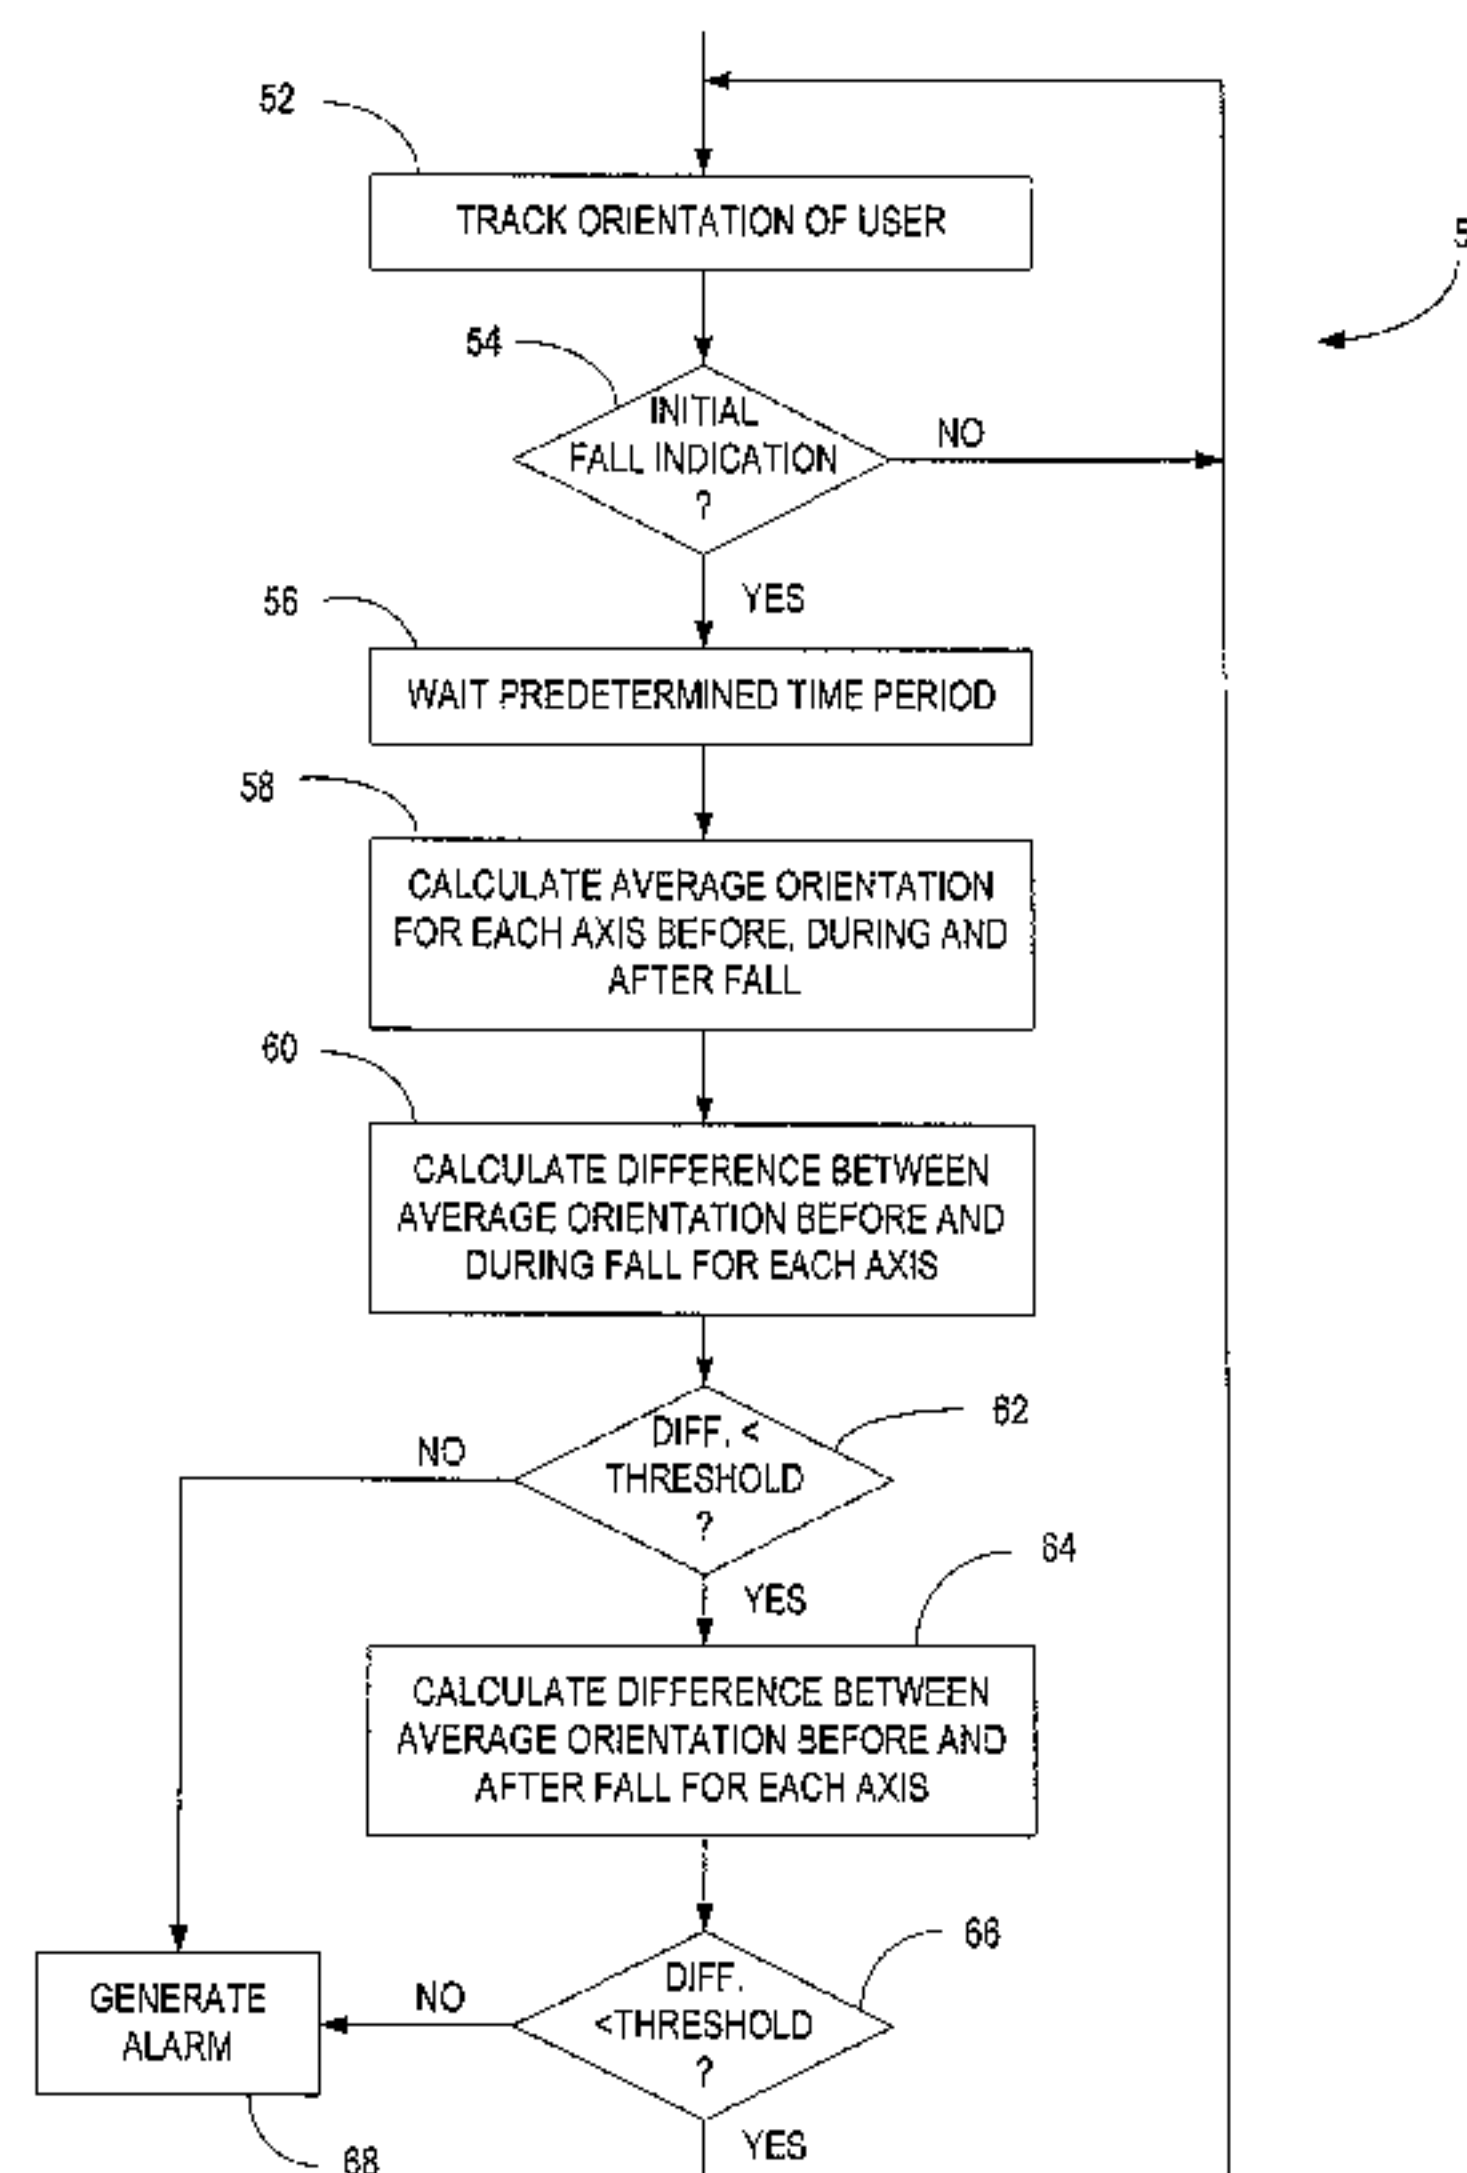 52
TRACK ORIENTATION OF USER
5
54
INITIAL
FALL INDICATION
?
NO
YES
56
WAIT PREDETERMINED TIME PERIOD
58
CALCULATE AVERAGE ORIENTATION
FOR EACH AXIS BEFORE, DURING AND
AFTER FALL
60
CALCULATE DIFFERENCE BETWEEN
AVERAGE ORIENTATION BEFORE AND
DURING FALL FOR EACH AXIS
62
DIFF. <
THRESHOLD
?
NO
YES
64
CALCULATE DIFFERENCE BETWEEN
AVERAGE ORIENTATION BEFORE AND
AFTER FALL FOR EACH AXIS
66
DIFF.
<THRESHOLD
?
NO
GENERATE
ALARM
YES
68